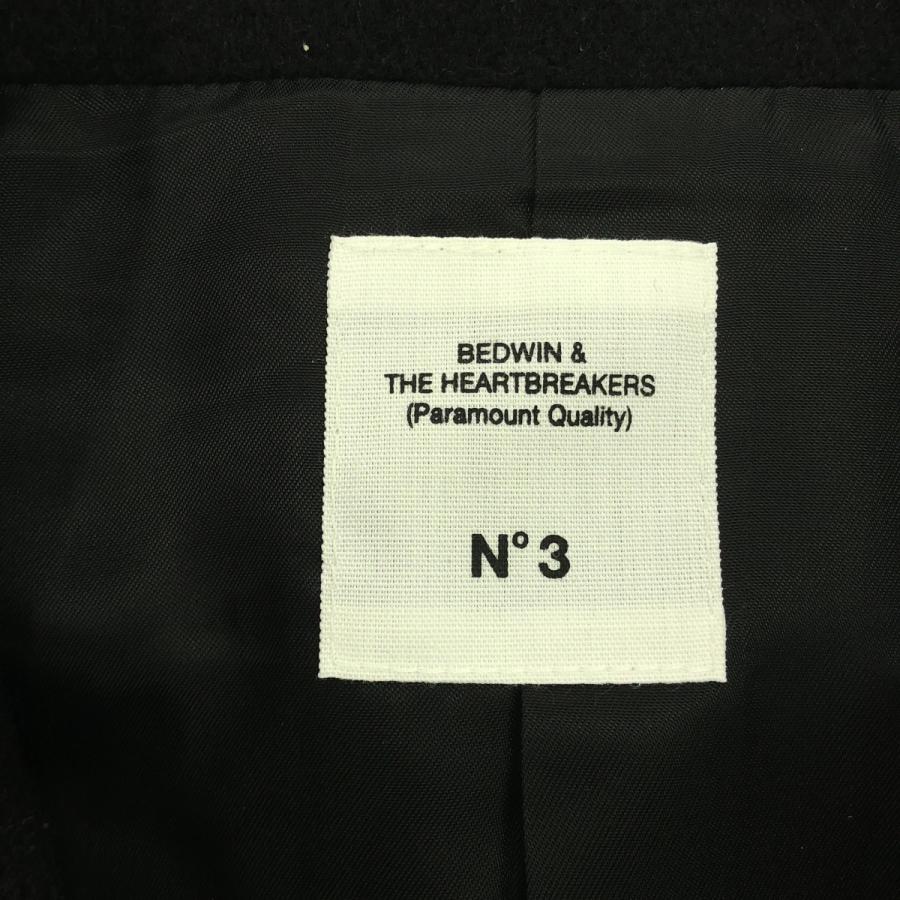 BEDWIN &
THE HEARTBREAKERS
(Paramount Quality)
N° 3